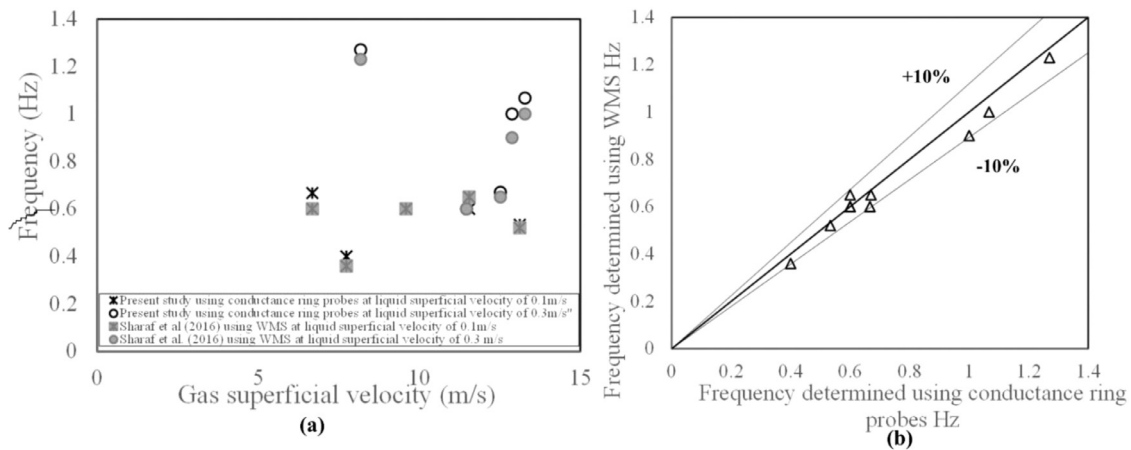 1.4
1.2
1
0.8
0.6
0.4
0.2
0
Frequency (Hz)
Present study using conductance ring probes at liquid superficial velocity of 0.1m/s
Present study using conductance ring probes at liquid superficial velocity of 0.3m/s"
Sharaf et al (2016) using WMS at liquid superficial velocity of 0.1m/s
Sharaf et al. (2016) using WMS at liquid superficial velocity of 0.3 m/s
0 5 10 15
Gas superficial velocity (m/s)
(a)
Frequency determined using WMS Hz
1.4
1.2
1
0.8
0.6
0.4
0.2
0
+10%
-10%
0 0.2 0.4 0.6 0.8 1 1.2 1.4
Frequency determined using conductance ring
probes Hz
(b)